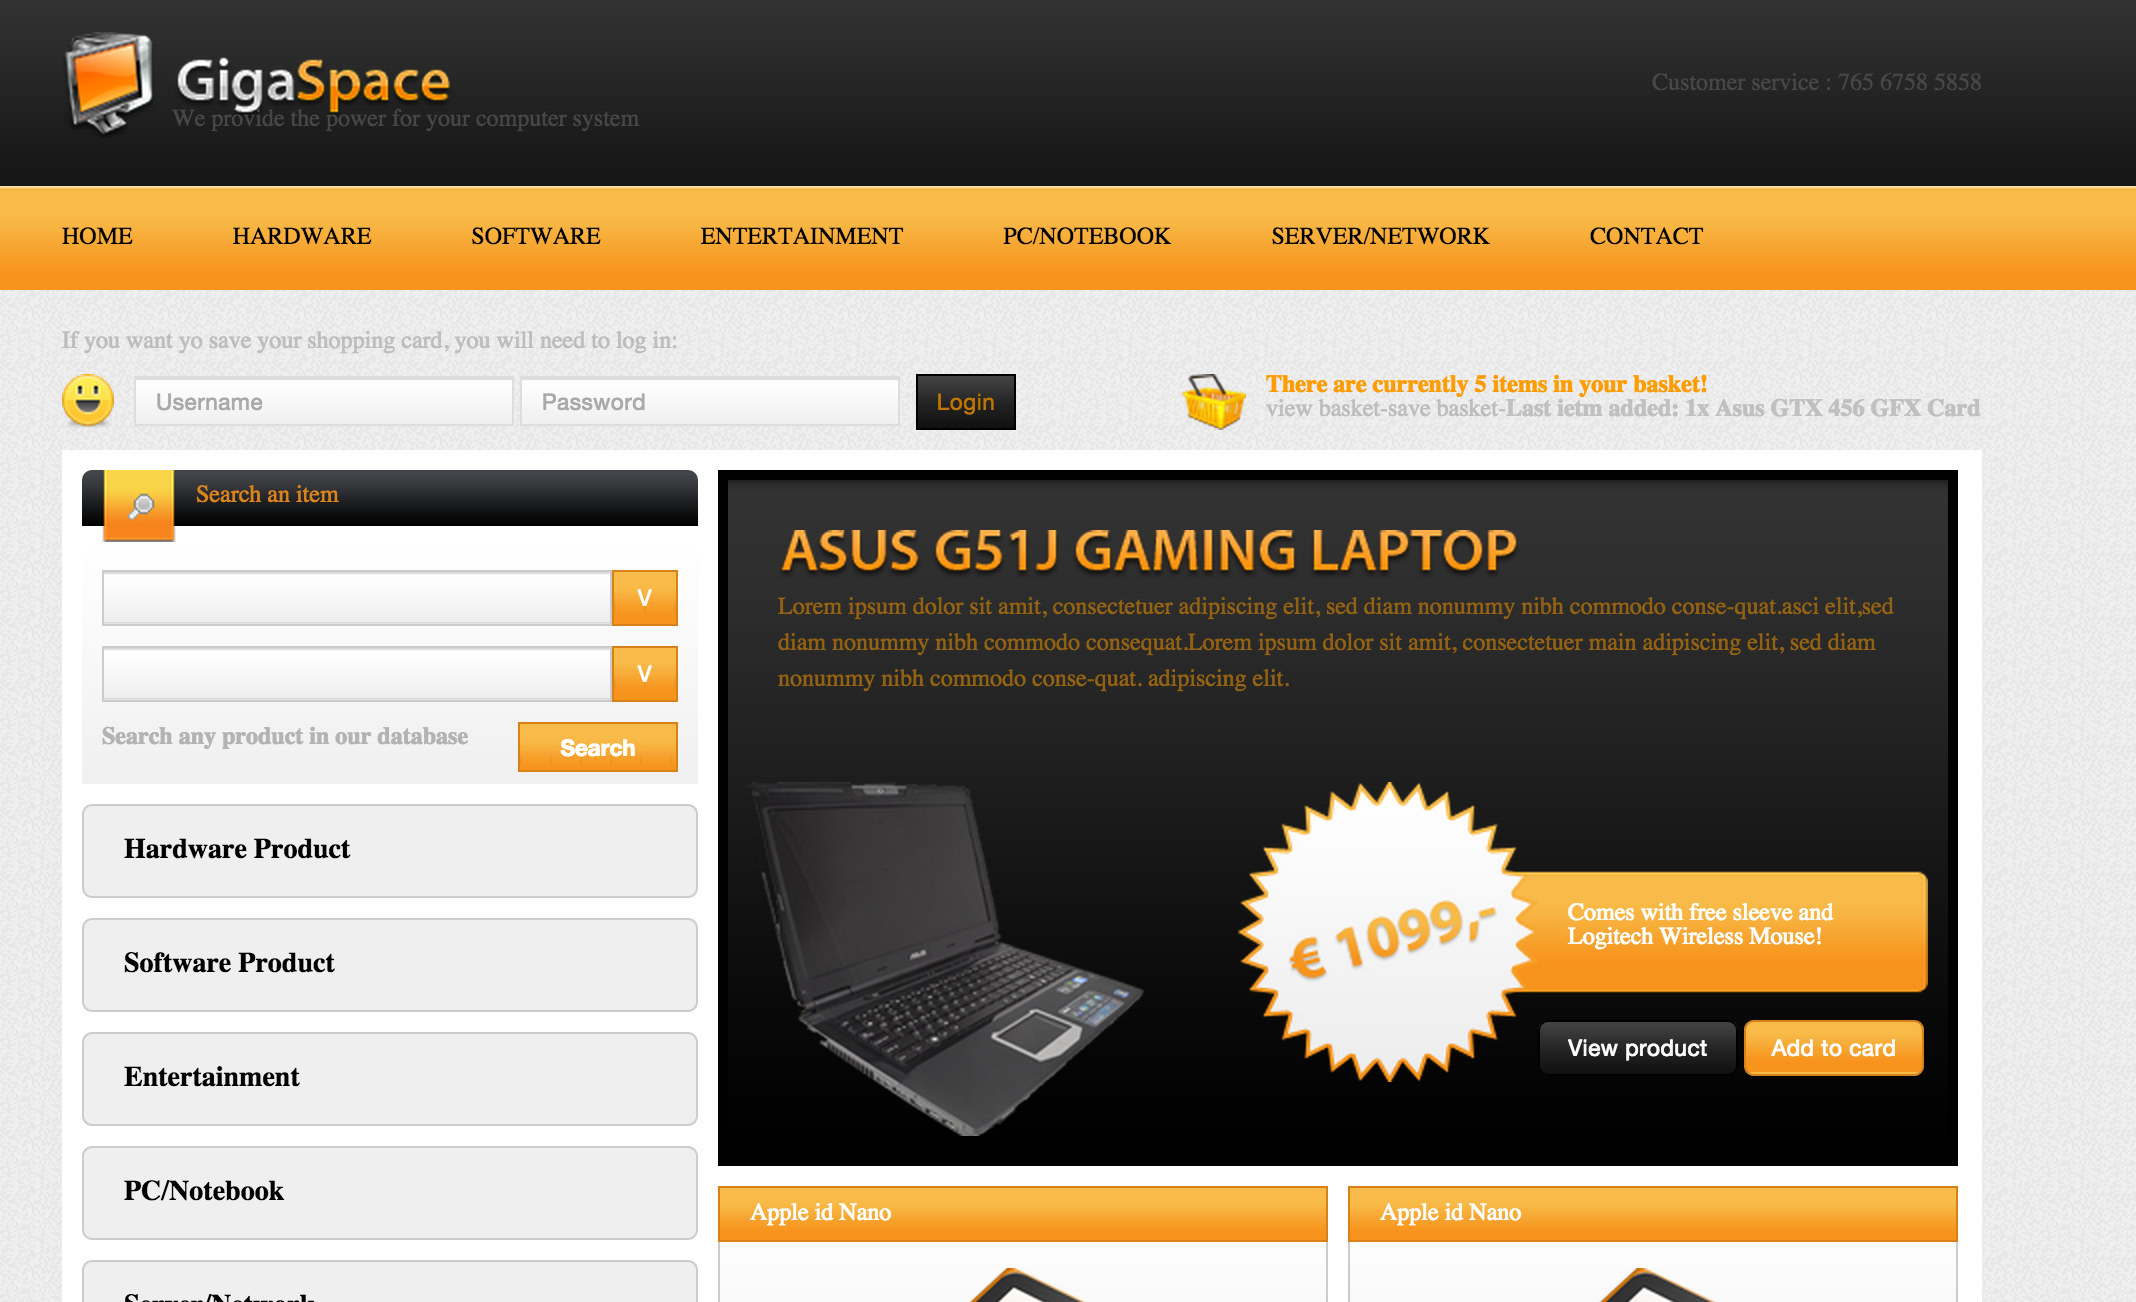 GigaSpace
We provide the power for your computer system
Customer service : 765 6758 5858
HOME HARDWARE SOFTWARE ENTERTAINMENT PC/NOTEBOOK SERVER/NETWORK CONTACT
If you want yo save your shopping card, you will need to log in:
Username Password Login
There are currently 5 items in your basket!
view basket-save basket-Last ietm added: 1x Asus GTX 456 GFX Card
Search an item
V
V
Search any product in our database Search
Hardware Product
Software Product
Entertainment
PC/Notebook
Server/Network
ASUS G51J GAMING LAPTOP
Lorem ipsum dolor sit amit, consectetuer adipiscing elit, sed diam nonummy nibh commodo conse-quat.asci elit,sed
diam nonummy nibh commodo consequat.Lorem ipsum dolor sit amit, consectetuer main adipiscing elit, sed diam
nonummy nibh commodo conse-quat. adipiscing elit.
ASUS
€ 1099,-
Comes with free sleeve and
Logitech Wireless Mouse!
View product Add to card
Apple id Nano
Apple id Nano